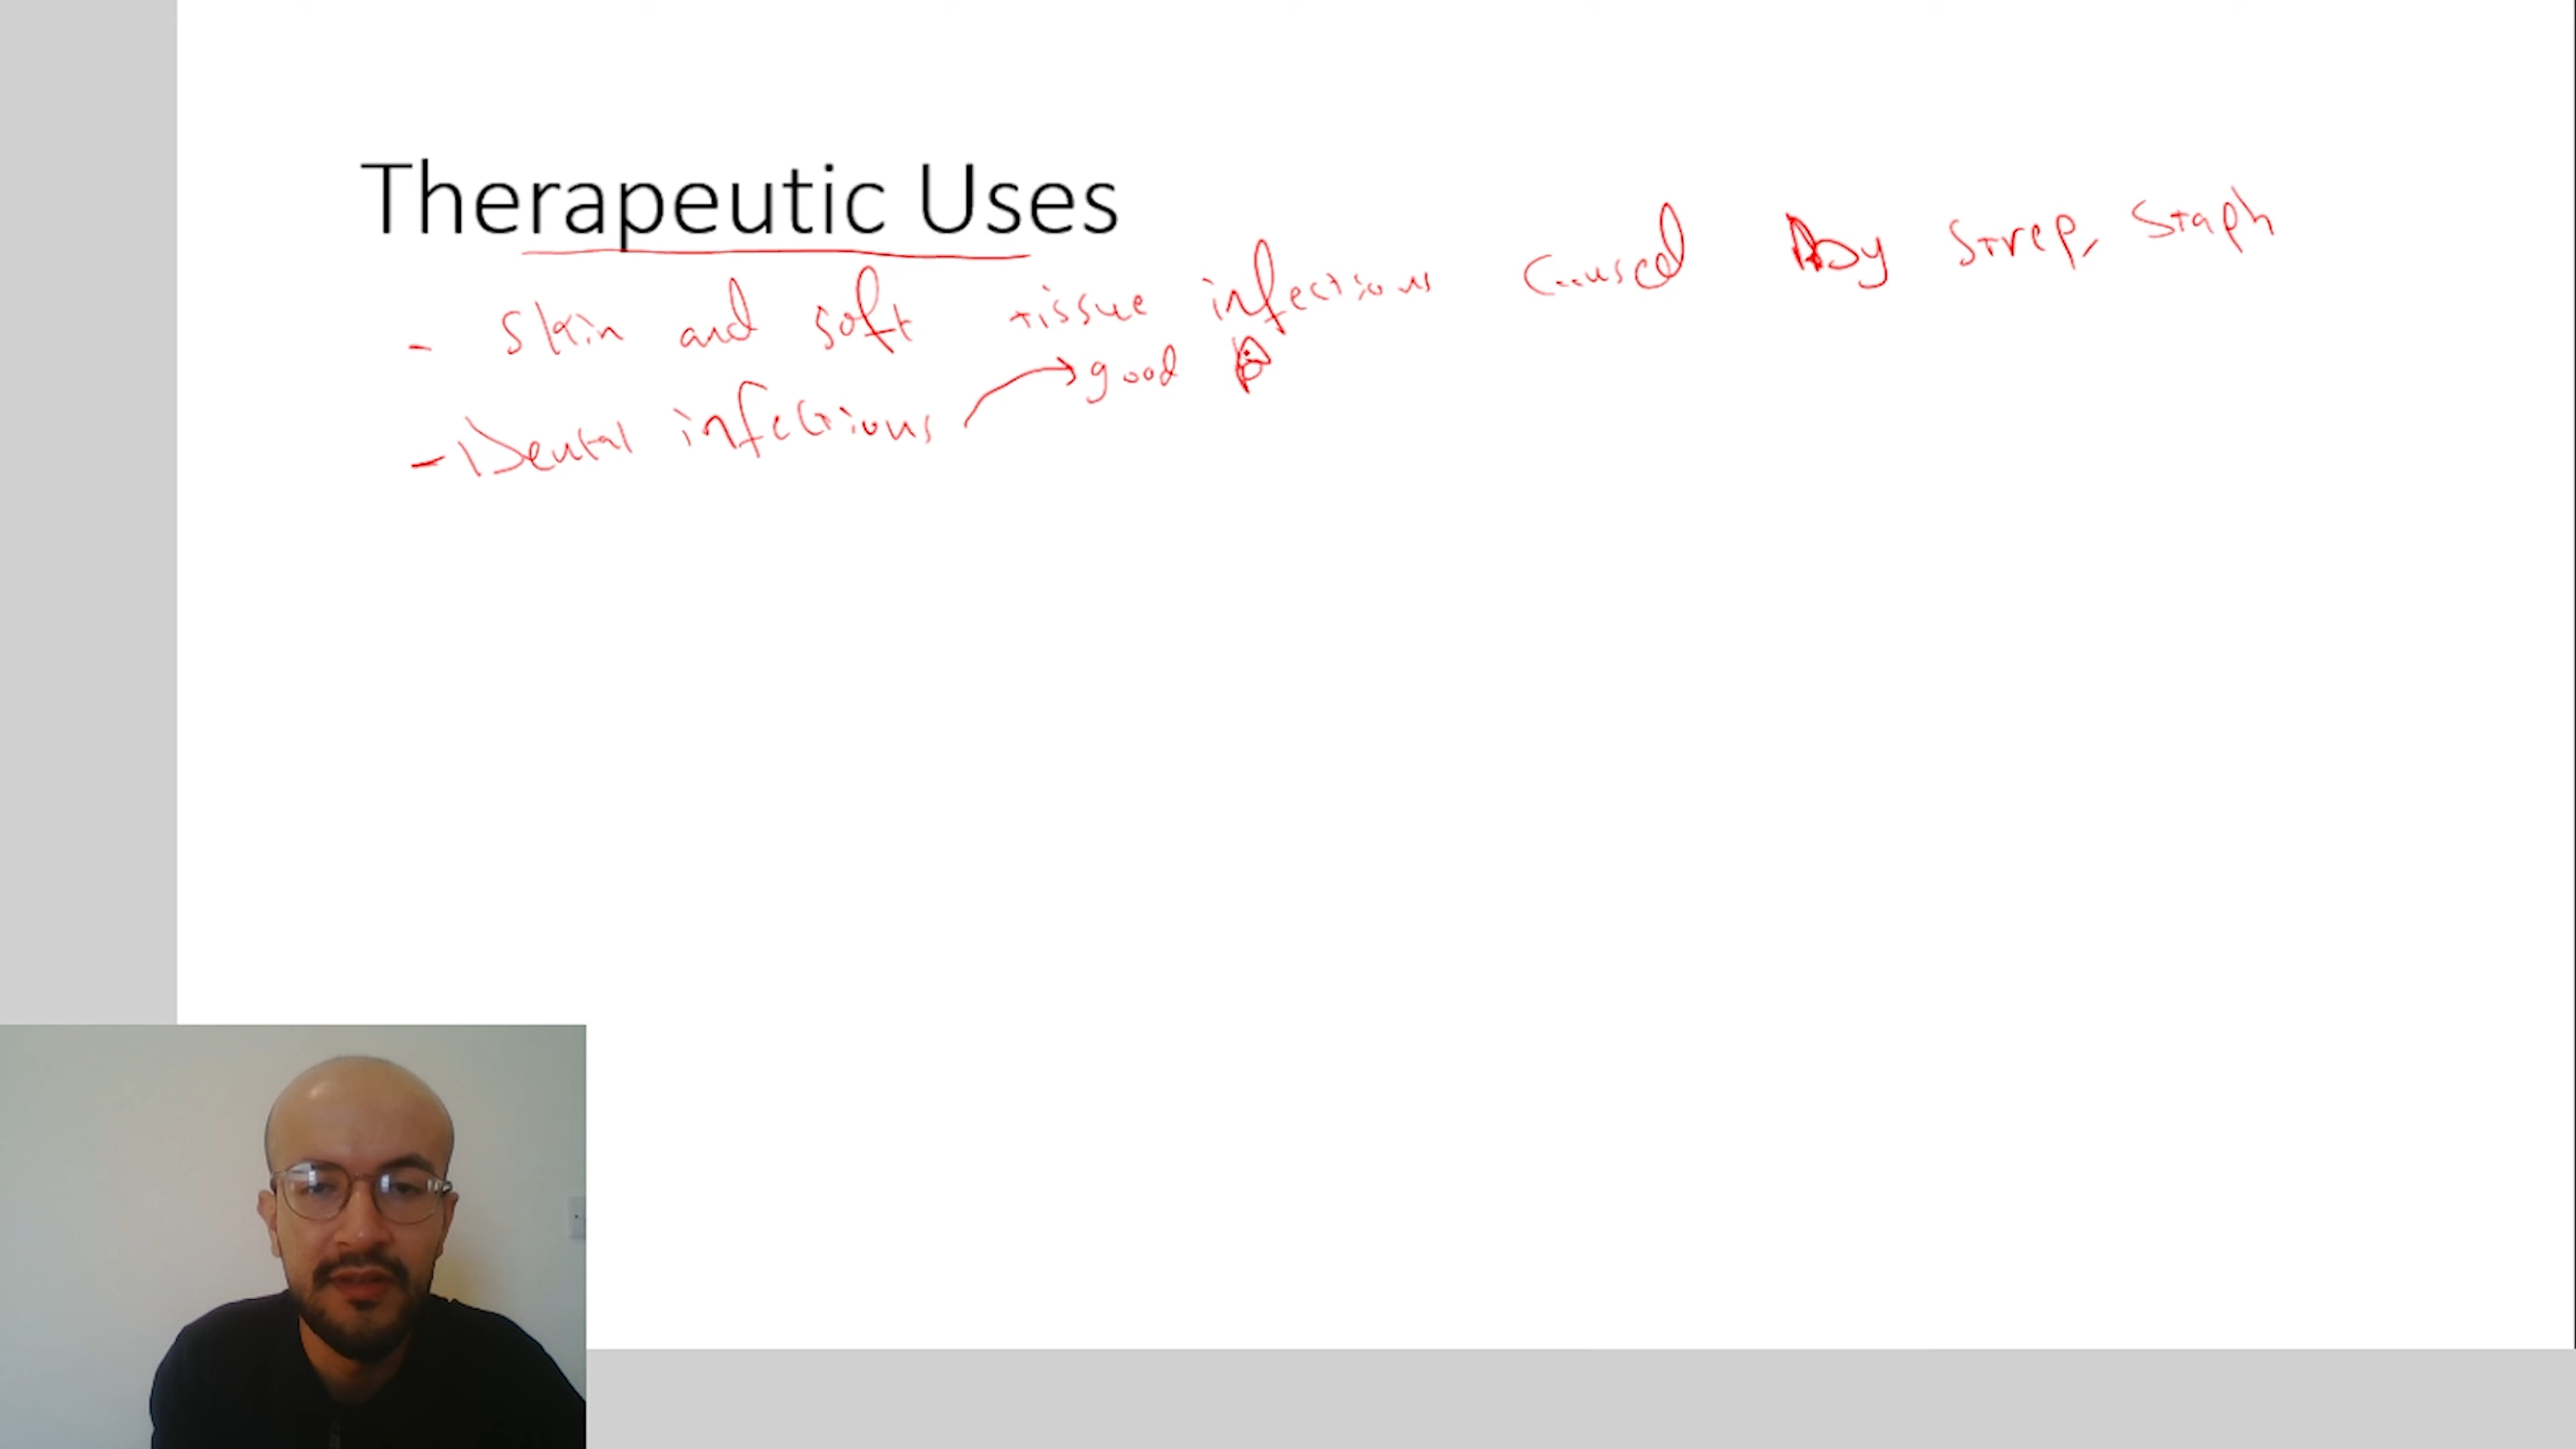 Therapeutic Uses
- Skin and soft tissue infections caused by Strep, Staph
- Dental infections → good